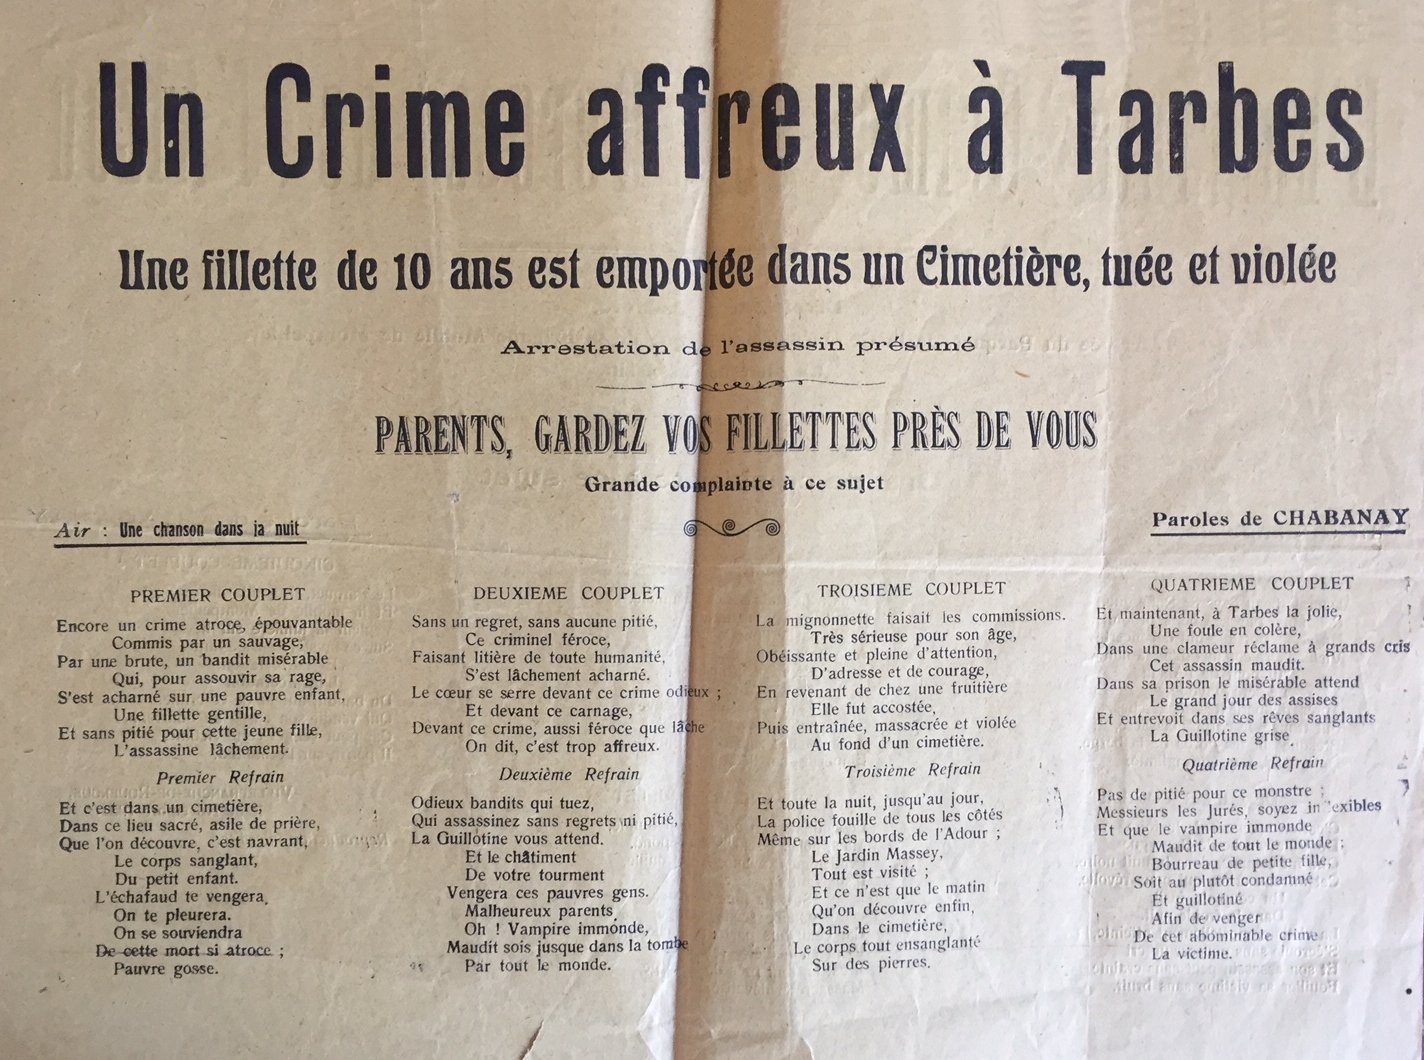 Un Crime affreux à Tarbes
Une fillette de 10 ans est emportée dans un Cimetière, tuée et violée
Arrestation de l'assassin présumé
PARENTS, GARDEZ VOS FILLETTES PRÈS DE VOUS
Grande complainte à ce sujet
Air : Une chanson dans ja nuit
Paroles de CHABANAY
PREMIER COUPLET
Encore un crime atroce, épouvantable
Commis par un sauvage,
Par une brute, un bandit misérable
Qui, pour assouvir sa rage,
S'est acharné sur une pauvre enfant,
Une fillette gentille,
Et sans pitié pour cette jeune fille,
L'assassine lâchement.
Premier Refrain
Et c'est dans un cimetière,
Dans ce lieu sacré, asile de prière,
Que l'on découvre, c'est navrant,
Le corps sanglant,
Du petit enfant.
L'échafaud te vengera,
On te pleurera.
On se souviendra
De cette mort si atroce ;
Pauvre gosse.
DEUXIEME COUPLET
Sans un regret, sans aucune pitié,
Ce criminel féroce,
Faisant litière de toute humanité,
S'est lâchement acharné.
Le cœur se serre devant ce crime odieux ;
Et devant ce carnage,
Devant ce crime, aussi féroce que lâche
On dit, c'est trop affreux.
Deuxième Refrain
Odieux bandits qui tuez,
Qui assassinez sans regrets ni pitié,
La Guillotine vous attend.
Et le châtiment
De votre tourment
Vengera ces pauvres gens.
Malheureux parents,
Oh ! Vampire immonde,
Maudit sois jusque dans la tombe
Par tout le monde.
TROISIEME COUPLET
La mignonnette faisait les commissions.
Très sérieuse pour son âge,
Obéissante et pleine d'attention,
D'adresse et de courage,
En revenant de chez une fruitière
Elle fut accostée,
Puis entraînée, massacrée et violée
Au fond d'un cimetière.
Troisième Refrain
Et toute la nuit, jusqu'au jour,
La police fouille de tous les côtés
Même sur les bords de l'Adour ;
Le Jardin Massey,
Tout est visité ;
Et ce n'est que le matin
Qu'on découvre enfin,
Dans le cimetière,
Le corps tout ensanglanté
Sur des pierres.
QUATRIEME COUPLET
Et maintenant, à Tarbes la jolie,
Une foule en colère,
Dans une clameur réclame à grands cris
Cet assassin maudit.
Dans sa prison le misérable attend
Le grand jour des assises
Et entrevoit dans ses rêves sanglants
La Guillotine grise
Quatrième Refrain
Pas de pitié pour ce monstre ;
Messieurs les Jurés, soyez in exibles
Et que le vampire immonde
Maudit de tout le monde ;
Bourreau de petite fille,
Soit au plutôt condamné
Et guillotiné
Afin de venger
De cet abominable crime
La victime.